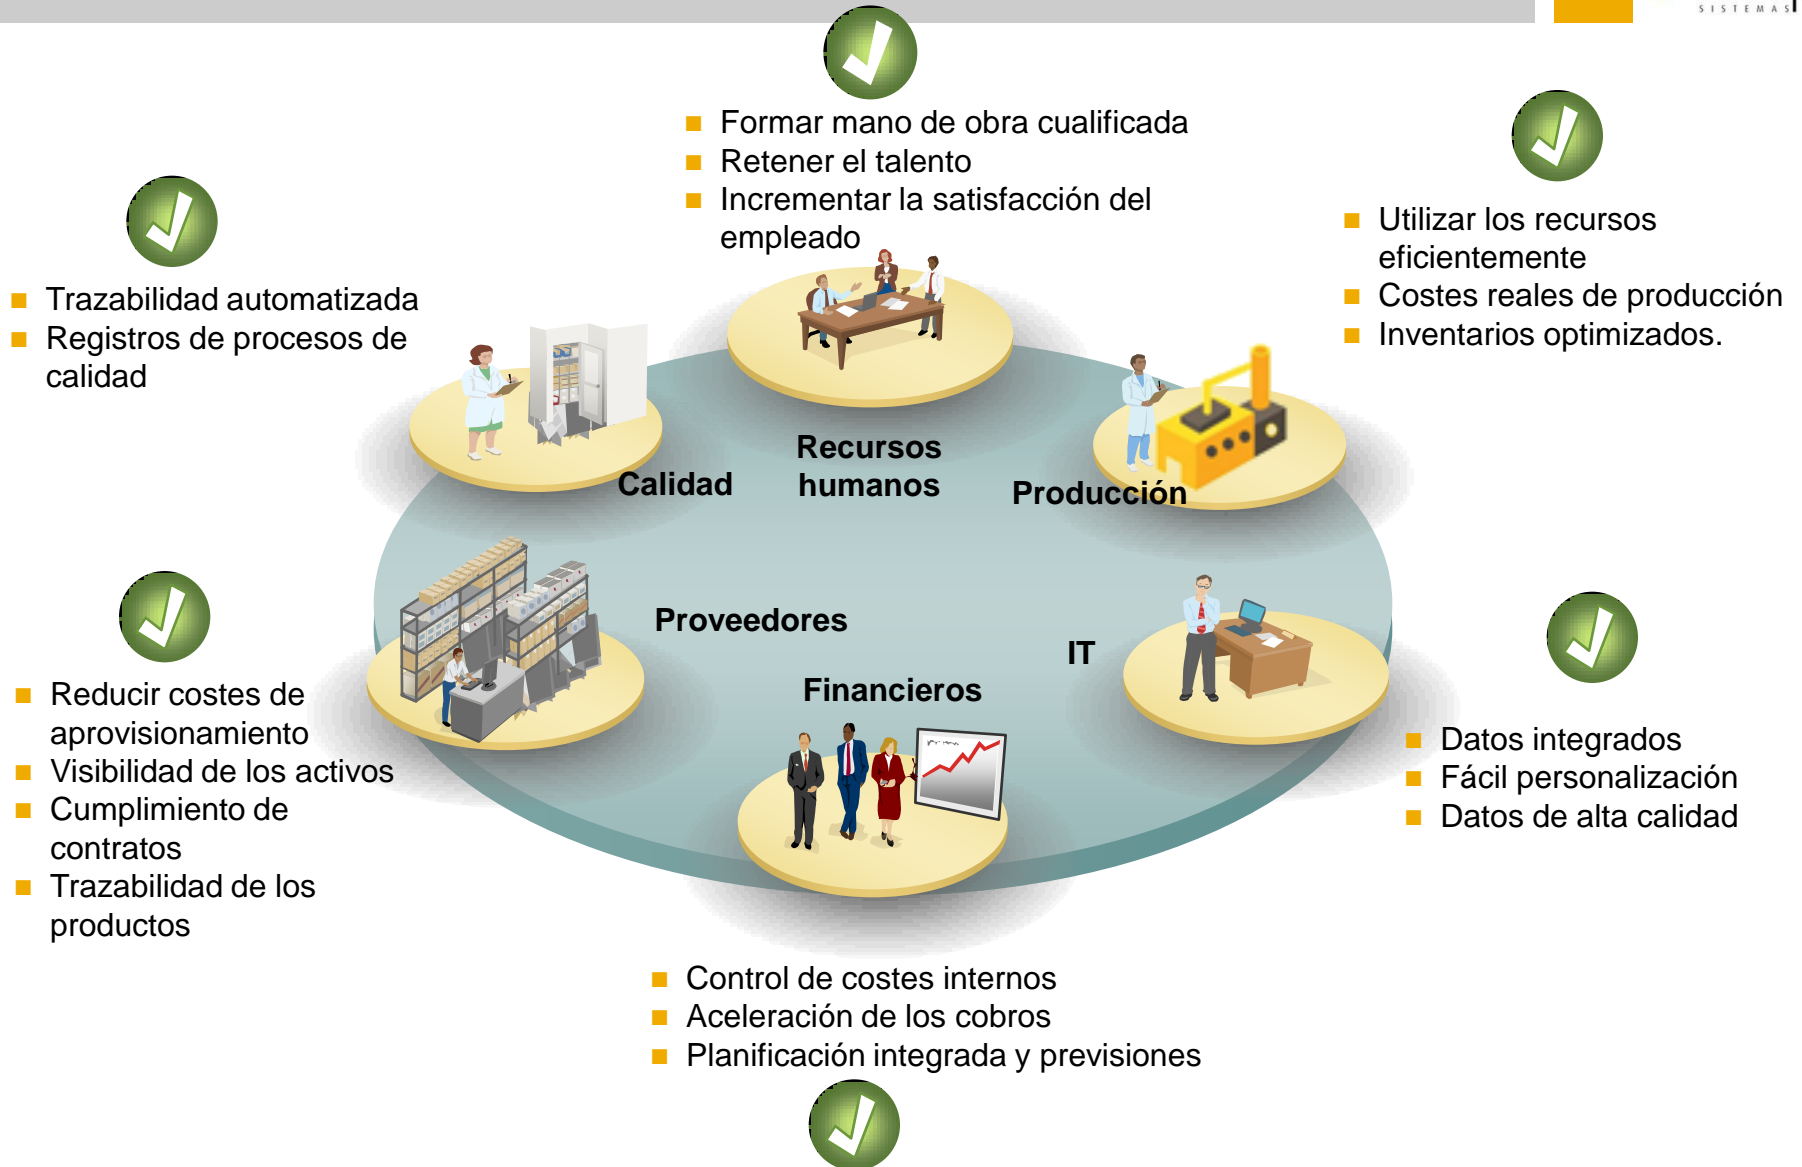 SISTEMAS
Formar mano de obra cualificada
Retener el talento
Incrementar la satisfacción del
empleado
Utilizar los recursos
eficientemente
Costes reales de producción
Inventarios optimizados.
Trazabilidad automatizada
Registros de procesos de
calidad
Recursos
humanos
Calidad
Producción
Proveedores
IT
Financieros
Reducir costes de
aprovisionamiento
Visibilidad de los activos
Cumplimiento de
contratos
Trazabilidad de los
productos
Datos integrados
Fácil personalización
Datos de alta calidad
Control de costes internos
Aceleración de los cobros
Planificación integrada y previsiones